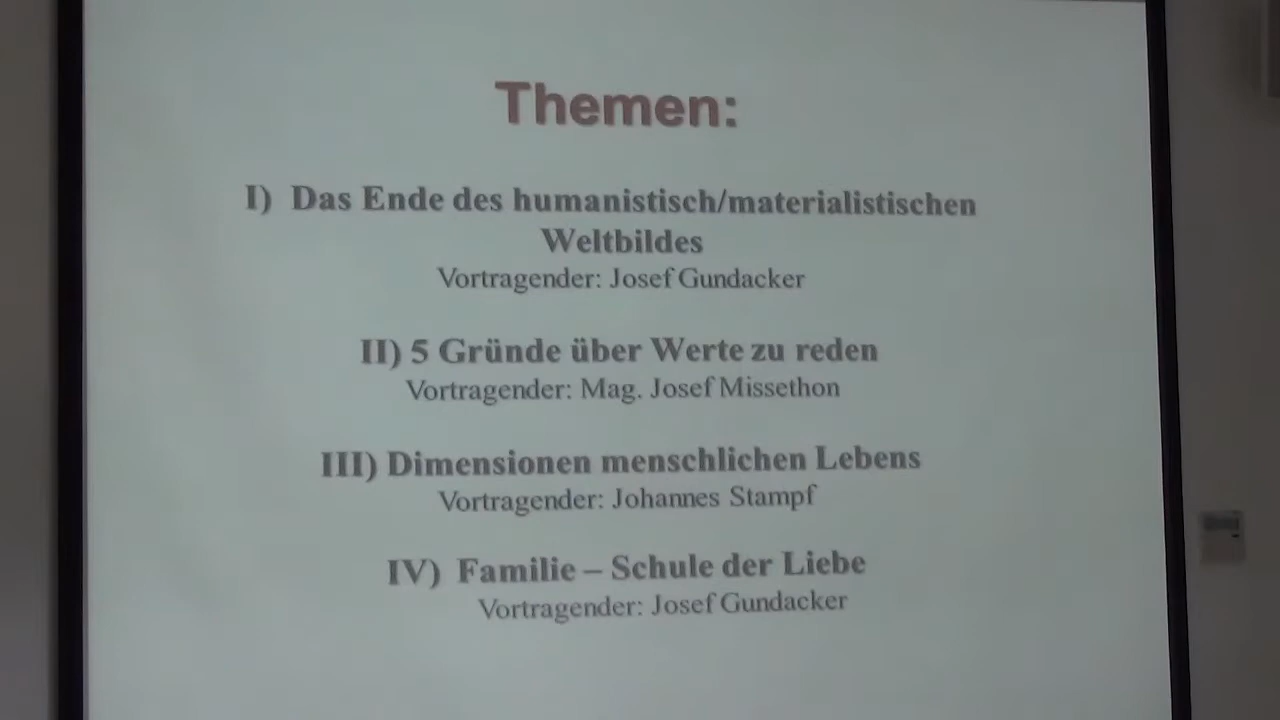 Themen:
I) Das Ende des humanistisch/materialistischen
Weltbildes
Vortragender: Josef Gundacker
II) 5 Gründe über Werte zu reden
Vortragender: Mag. Josef Missethon
III) Dimensionen menschlichen Lebens
Vortragender: Johannes Stampf
IV) Familie – Schule der Liebe
Vortragender: Josef Gundacker